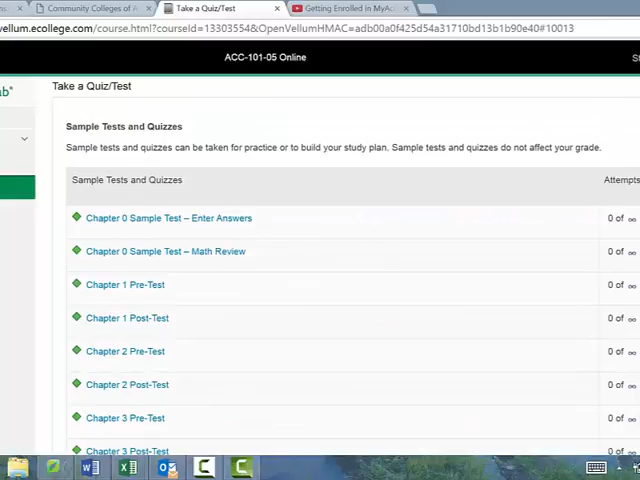 Community Colleges of A
Take a Quiz/Test
Getting Enrolled in MyAc
vellum.ecollege.com/course.html?courseId=13303554&OpenVellumHMAC=adb00a0f425d54a31710bd13b1b90e40#10013
ACC-101-05 Online
St
ab
Take a Quiz/Test
Sample Tests and Quizzes
Sample tests and quizzes can be taken for practice or to build your study plan. Sample tests and quizzes do not affect your grade.
Sample Tests and Quizzes Attempts
Chapter 0 Sample Test – Enter Answers 0 of ∞
Chapter 0 Sample Test – Math Review 0 of ∞
Chapter 1 Pre-Test 0 of ∞
Chapter 1 Post-Test 0 of ∞
Chapter 2 Pre-Test 0 of ∞
Chapter 2 Post-Test 0 of ∞
Chapter 3 Pre-Test 0 of ∞
Chapter 3 Post-Test 0 of ∞